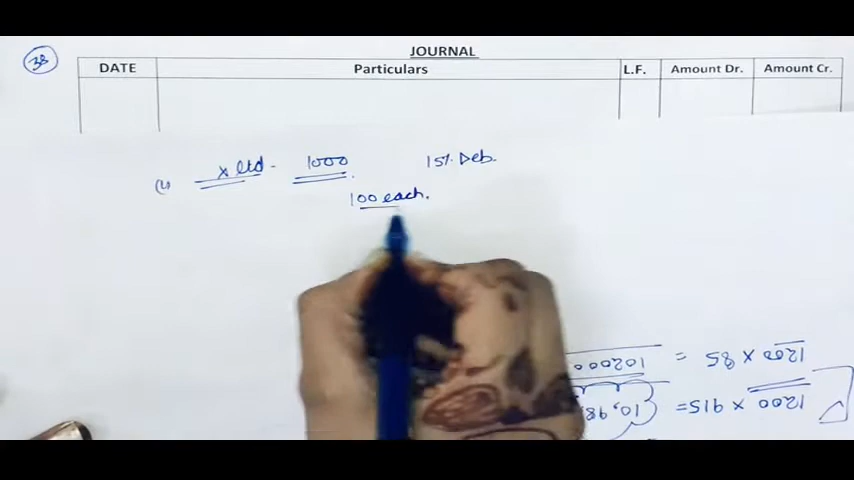 38
JOURNAL
DATE Particulars L.F. Amount Dr. Amount Cr.
(i) X Ltd - 1000 15% Deb.
100 each.
1200 X 85 = 102000
1200 X 915 = 10,98